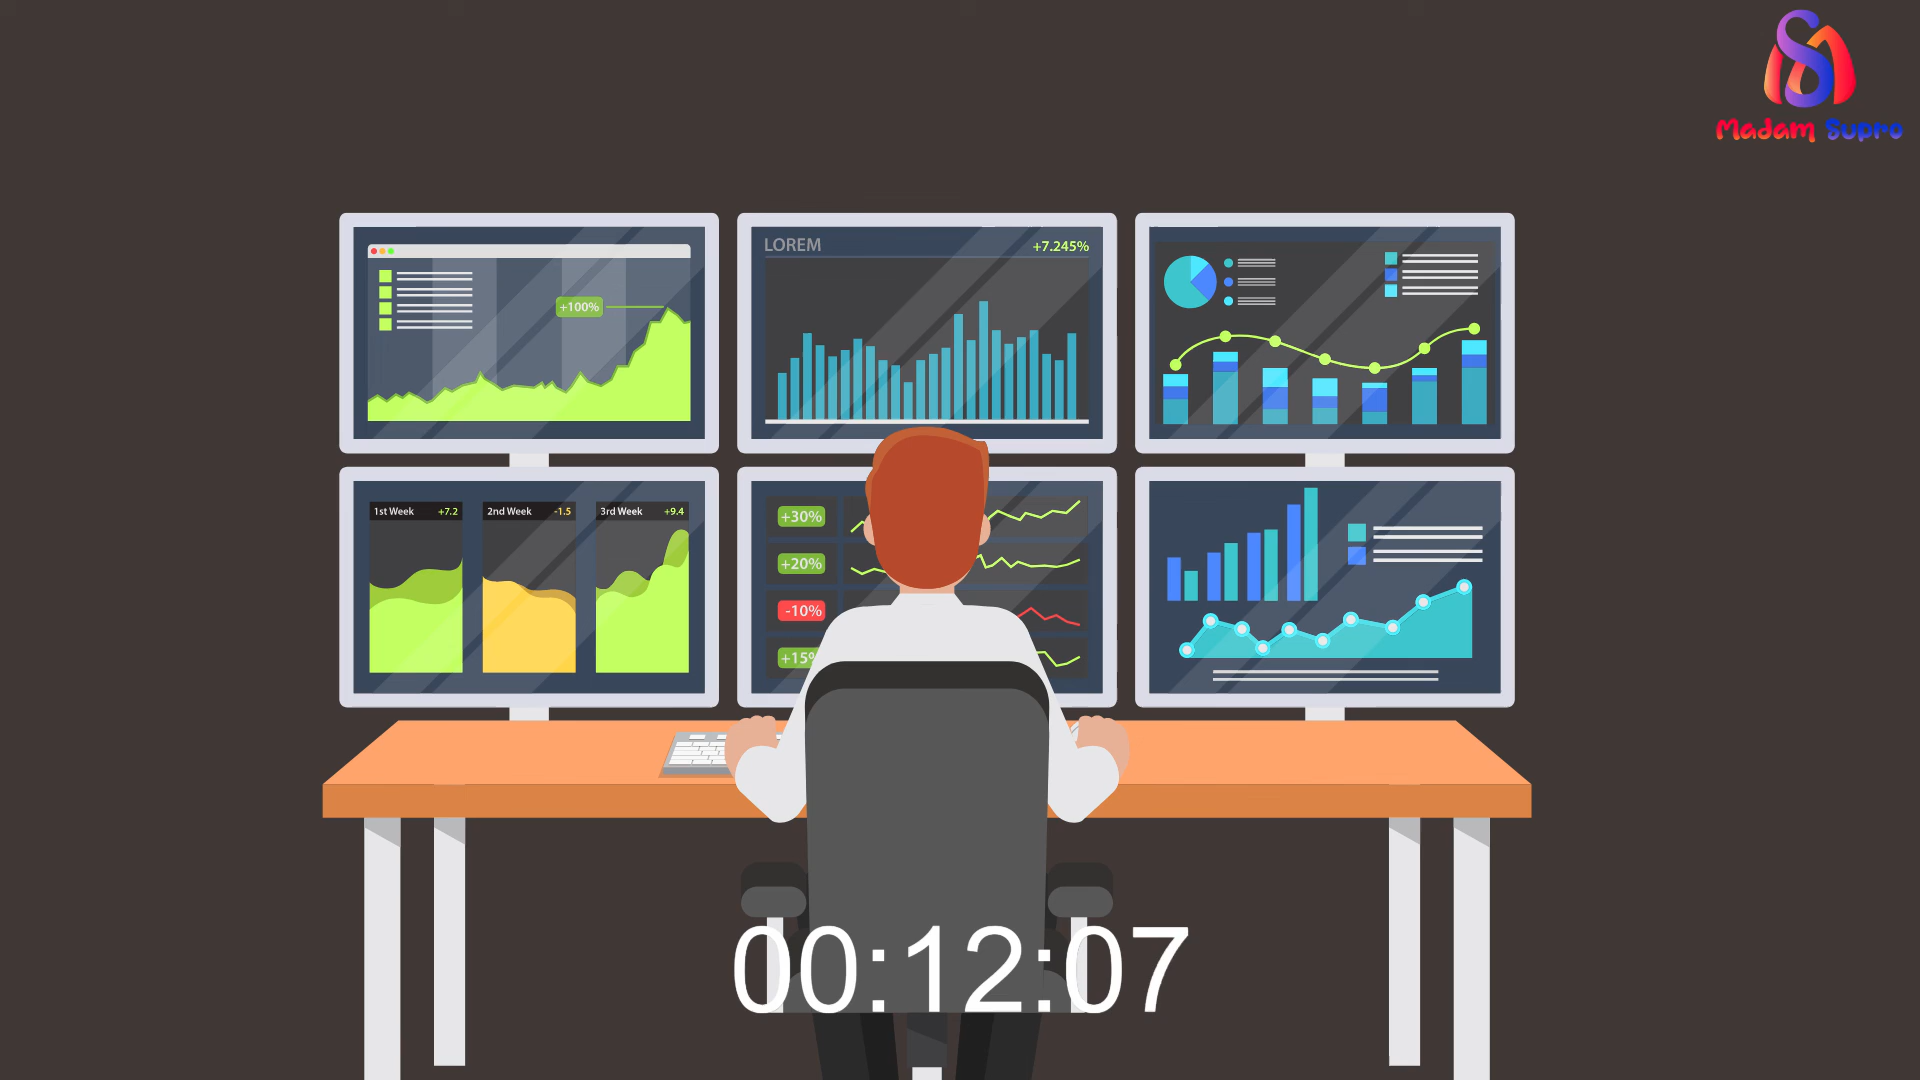 Madam Supro
+100%
LOREM
+7.245%
1st Week +7.2
2nd Week -1.5
3rd Week +9.4
+30%
+20%
-10%
+15%
00:12:07